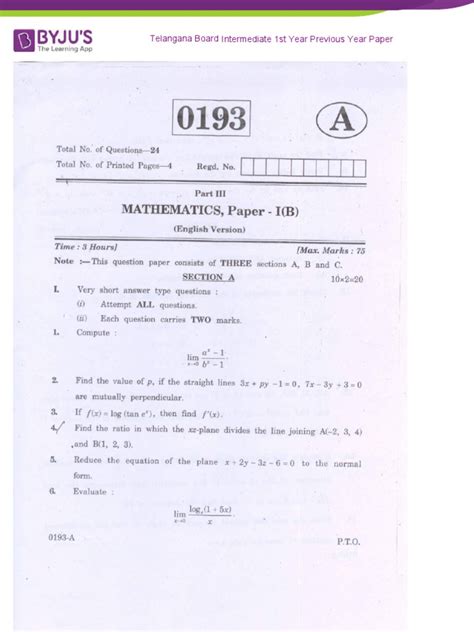 BYJU'S
The Learning App
Telangana Board Intermediate 1st Year Previous Year Paper
0193
A
Total No. of Questions—24
Total No. of Printed Pages—4
Regd. No.
Part III
MATHEMATICS, Paper - I(B)
(English Version)
Time : 3 Hours]
[Max. Marks : 75
Note :—This question paper consists of THREE sections A, B and C.
SECTION A
10×2=20
I. Very short answer type questions :
(i) Attempt ALL questions.
(ii) Each question carries TWO marks.
1. Compute :
lim x→0 aˣ − 1 / bˣ − 1 .
2. Find the value of p, if the straight lines 3x + py − 1 = 0, 7x − 3y + 3 = 0
are mutually perpendicular.
3. If f(x) = log (tan eˣ), then find f′(x).
4. Find the ratio in which the xz-plane divides the line joining A(−2, 3, 4)
and B(1, 2, 3).
5. Reduce the equation of the plane x + 2y − 3z − 6 = 0 to the normal
form.
6. Evaluate :
lim x→0 logₑ(1 + 5x) / x .
0193-A
P.T.O.